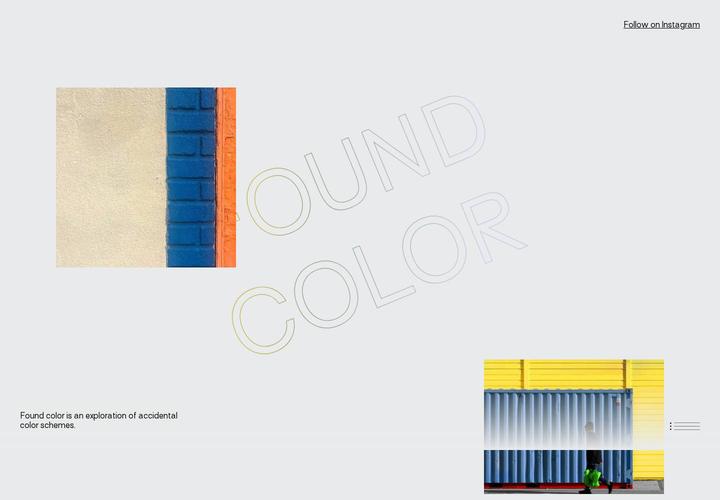 Follow on Instagram
FOUND
COLOR
Found color is an exploration of accidental
color schemes.